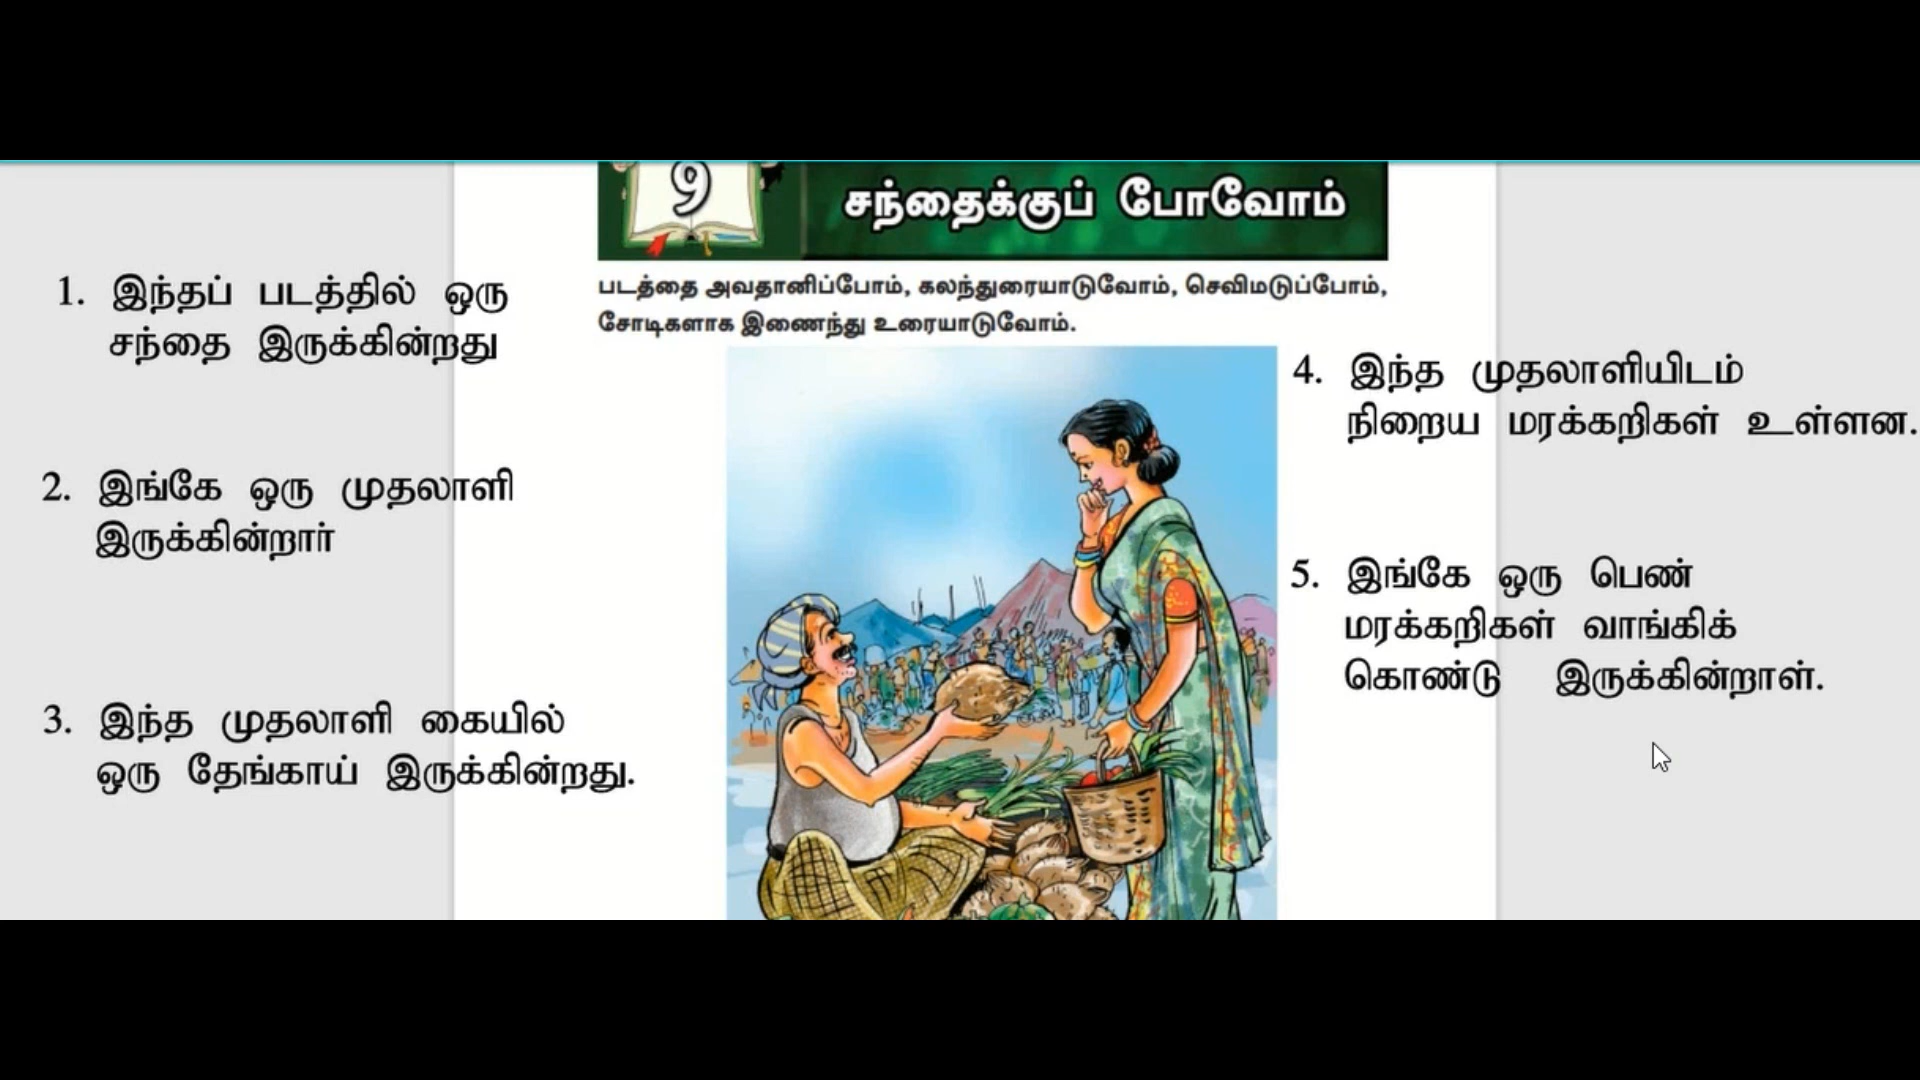 9
சந்தைக்குப் போவோம்
படத்தை அவதானிப்போம், கலந்துரையாடுவோம், செவிமடுப்போம்,
சோடிகளாக இணைந்து உரையாடுவோம்.
1. இந்தப் படத்தில் ஒரு
சந்தை இருக்கின்றது
2. இங்கே ஒரு முதலாளி
இருக்கின்றார்
3. இந்த முதலாளி கையில்
ஒரு தேங்காய் இருக்கின்றது.
4. இந்த முதலாளியிடம்
நிறைய மரக்கறிகள் உள்ளன.
5. இங்கே ஒரு பெண்
மரக்கறிகள் வாங்கிக்
கொண்டு இருக்கின்றாள்.